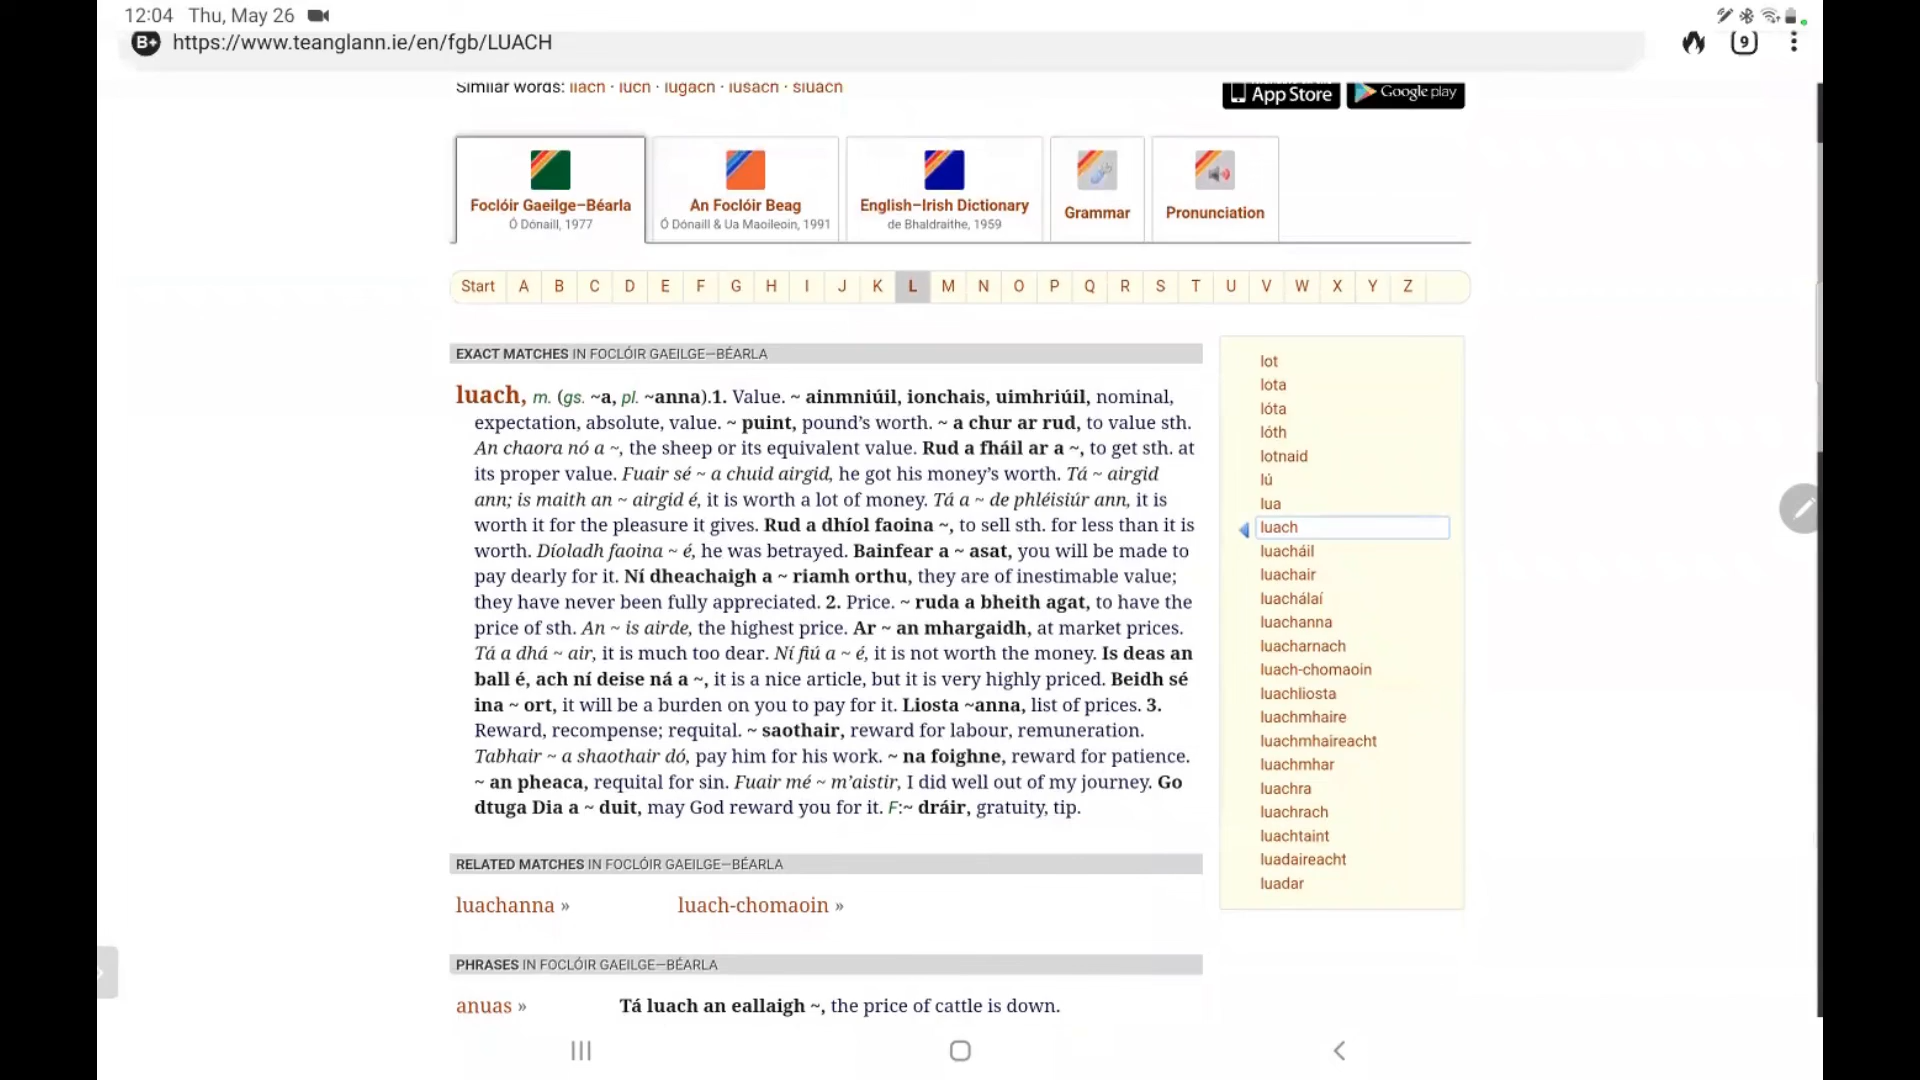 12:04 Thu, May 26
B+ https://www.teanglann.ie/en/fgb/LUACH 9
Similar words: llach · luch · lugach · lusach · sluach
App Store Google play
Foclóir Gaeilge–Béarla
Ó Dónaill, 1977
An Foclóir Beag
Ó Dónaill & Ua Maoileoin, 1991
English–Irish Dictionary
de Bhaldraithe, 1959
Grammar
Pronunciation
Start A B C D E F G H I J K L M N O P Q R S T U V W X Y Z
EXACT MATCHES IN FOCLÓIR GAEILGE—BÉARLA
luach, m. (gs. ~a, pl. ~anna).1. Value. ~ ainmniúil, ionchais, uimhriúil, nominal,
expectation, absolute, value. ~ puint, pound’s worth. ~ a chur ar rud, to value sth.
An chaora nó a ~, the sheep or its equivalent value. Rud a fháil ar a ~, to get sth. at
its proper value. Fuair sé ~ a chuid airgid, he got his money’s worth. Tá ~ airgid
ann; is maith an ~ airgid é, it is worth a lot of money. Tá a ~ de phléisiúr ann, it is
worth it for the pleasure it gives. Rud a dhíol faoina ~, to sell sth. for less than it is
worth. Díoladh faoina ~ é, he was betrayed. Bainfear a ~ asat, you will be made to
pay dearly for it. Ní dheachaigh a ~ riamh orthu, they are of inestimable value;
they have never been fully appreciated. 2. Price. ~ ruda a bheith agat, to have the
price of sth. An ~ is airde, the highest price. Ar ~ an mhargaidh, at market prices.
Tá a dhá ~ air, it is much too dear. Ní fiú a ~ é, it is not worth the money. Is deas an
ball é, ach ní deise ná a ~, it is a nice article, but it is very highly priced. Beidh sé
ina ~ ort, it will be a burden on you to pay for it. Liosta ~anna, list of prices. 3.
Reward, recompense; requital. ~ saothair, reward for labour, remuneration.
Tabhair ~ a shaothair dó, pay him for his work. ~ na foighne, reward for patience.
~ an pheaca, requital for sin. Fuair mé ~ m’aistir, I did well out of my journey. Go
dtuga Dia a ~ duit, may God reward you for it. F:~ dráir, gratuity, tip.
RELATED MATCHES IN FOCLÓIR GAEILGE—BÉARLA
luachanna » luach-chomaoin »
PHRASES IN FOCLÓIR GAEILGE—BÉARLA
anuas » Tá luach an eallaigh ~, the price of cattle is down.
lot
lota
lóta
lóth
lotnaid
lú
lua
luach
luacháil
luachair
luachálaí
luachanna
luacharnach
luach-chomaoin
luachliosta
luachmhaire
luachmhaireacht
luachmhar
luachra
luachrach
luachtaint
luadaireacht
luadar